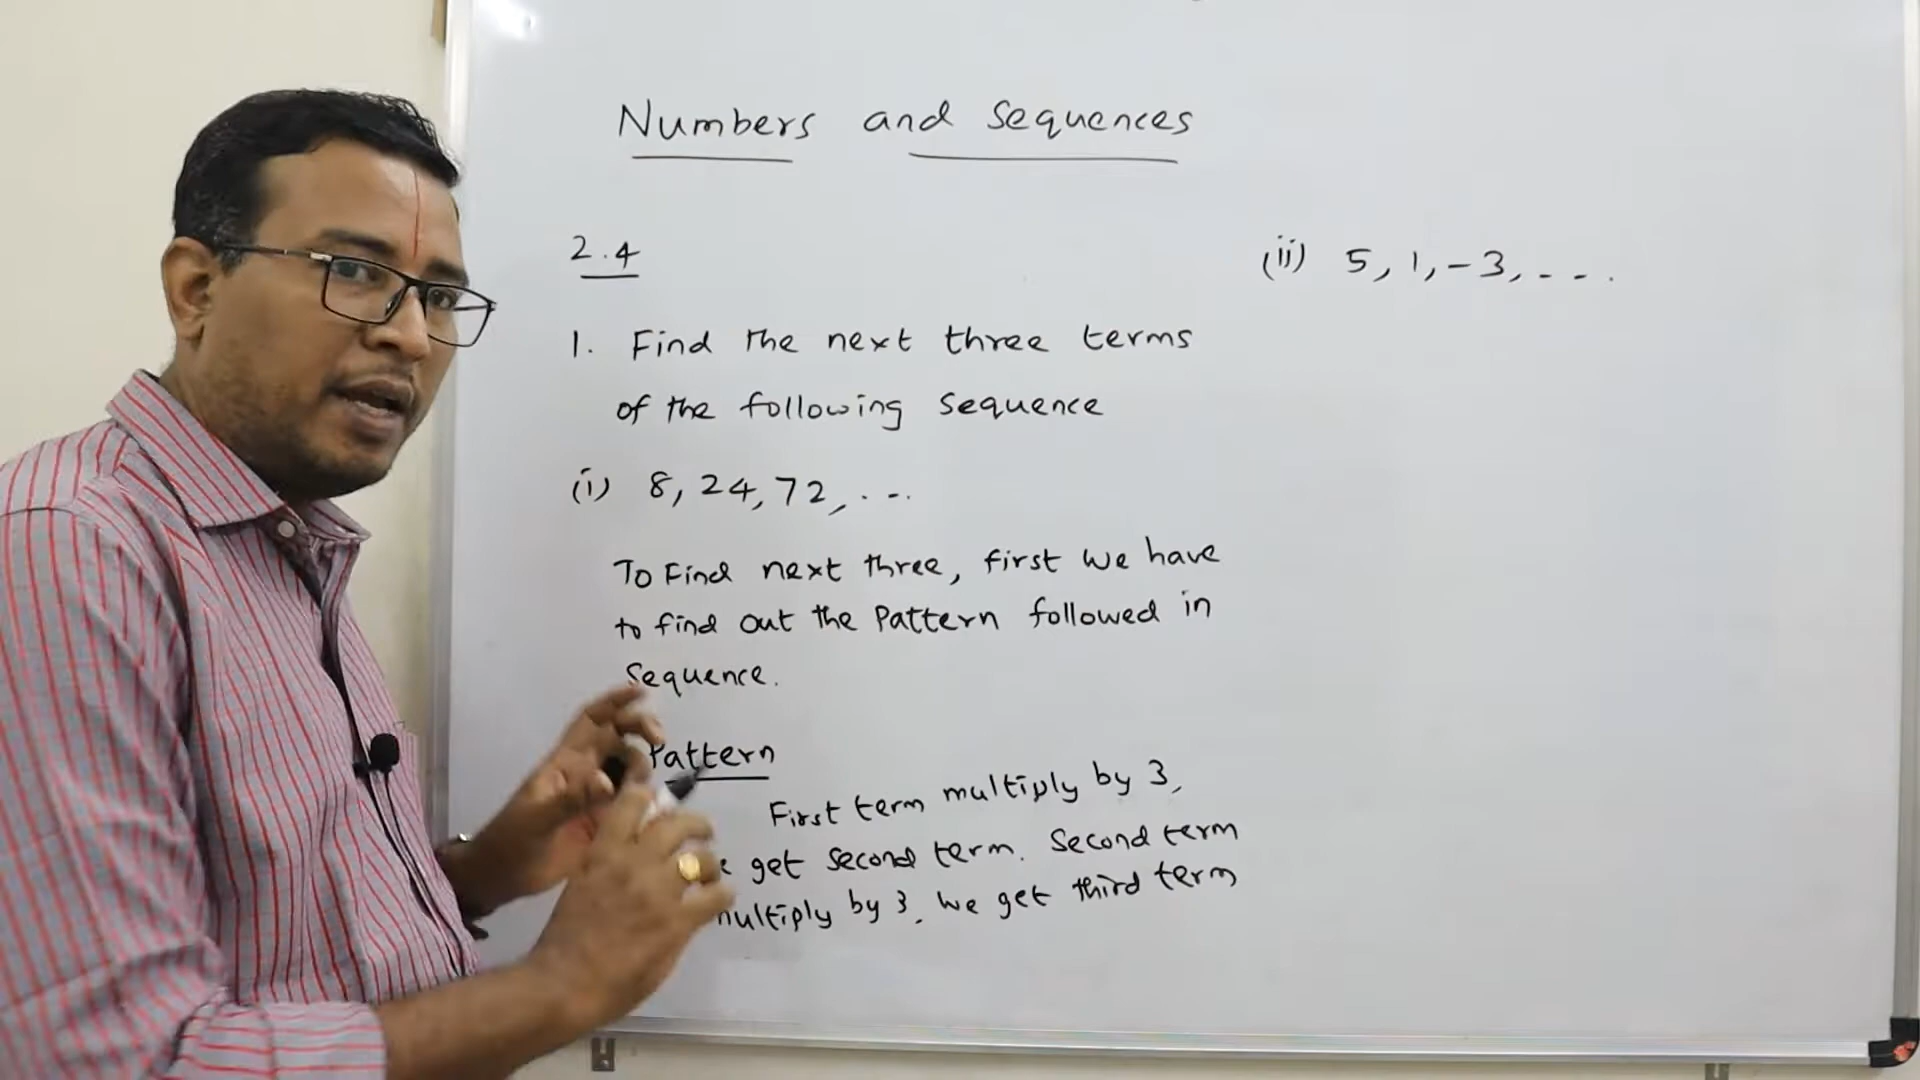 Numbers and Sequences
2.4
1. Find the next three terms
of the following sequence
(i) 8, 24, 72, . - .
To Find next three, first we have
to find out the Pattern followed in
Sequence.
Pattern
First term multiply by 3,
get second term. Second term
multiply by 3, we get third term
(ii) 5, 1, -3, - - .